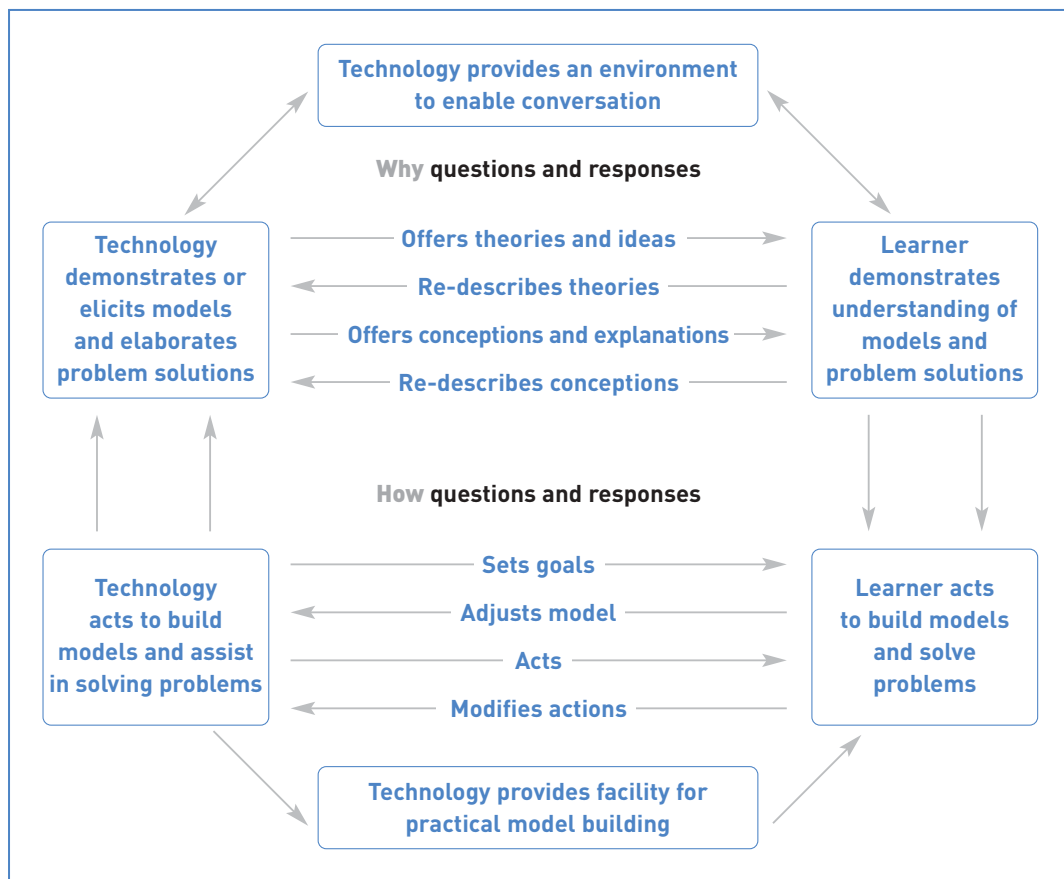 Technology provides an environment
to enable conversation
Why questions and responses
Technology
demonstrates or
elicits models
and elaborates
problem solutions
Offers theories and ideas
Re-describes theories
Offers conceptions and explanations
Re-describes conceptions
Learner
demonstrates
understanding of
models and
problem solutions
How questions and responses
Technology
acts to build
models and assist
in solving problems
Sets goals
Adjusts model
Acts
Modifies actions
Learner acts
to build models
and solve
problems
Technology provides facility for
practical model building